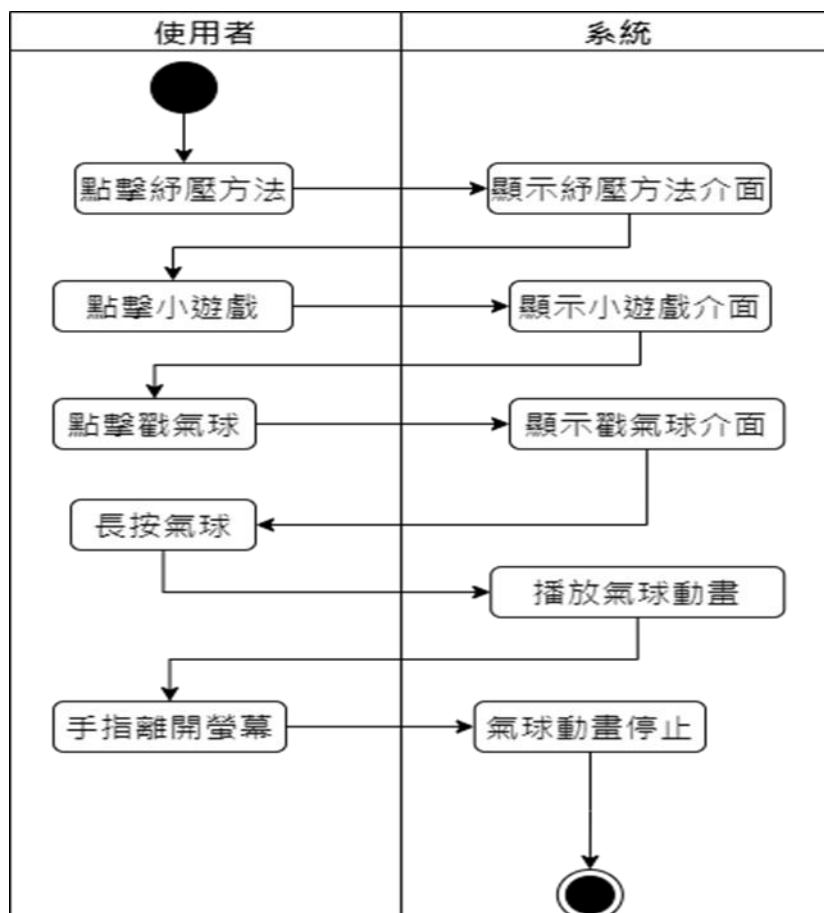 使用者
系統
點擊紓壓方法
顯示紓壓方法介面
點擊小遊戲
顯示小遊戲介面
點擊戳氣球
顯示戳氣球介面
長按氣球
播放氣球動畫
手指離開螢幕
氣球動畫停止